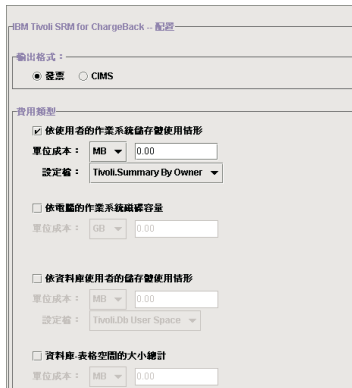 IBM Tivoli SRM for ChargeBack -- 配置
輸出格式：
發票 CIMS
費用類型
依使用者的作業系統儲存體使用情形
單位成本： MB 0.00
設定檔： Tivoli.Summary By Owner
依電腦的作業系統磁碟容量
單位成本： GB 0.00
依資料庫使用者的儲存體使用情形
單位成本： MB 0.00
設定檔： Tivoli.Db User Space
資料庫-表格空間的大小總計
單位成本： MB 0.00